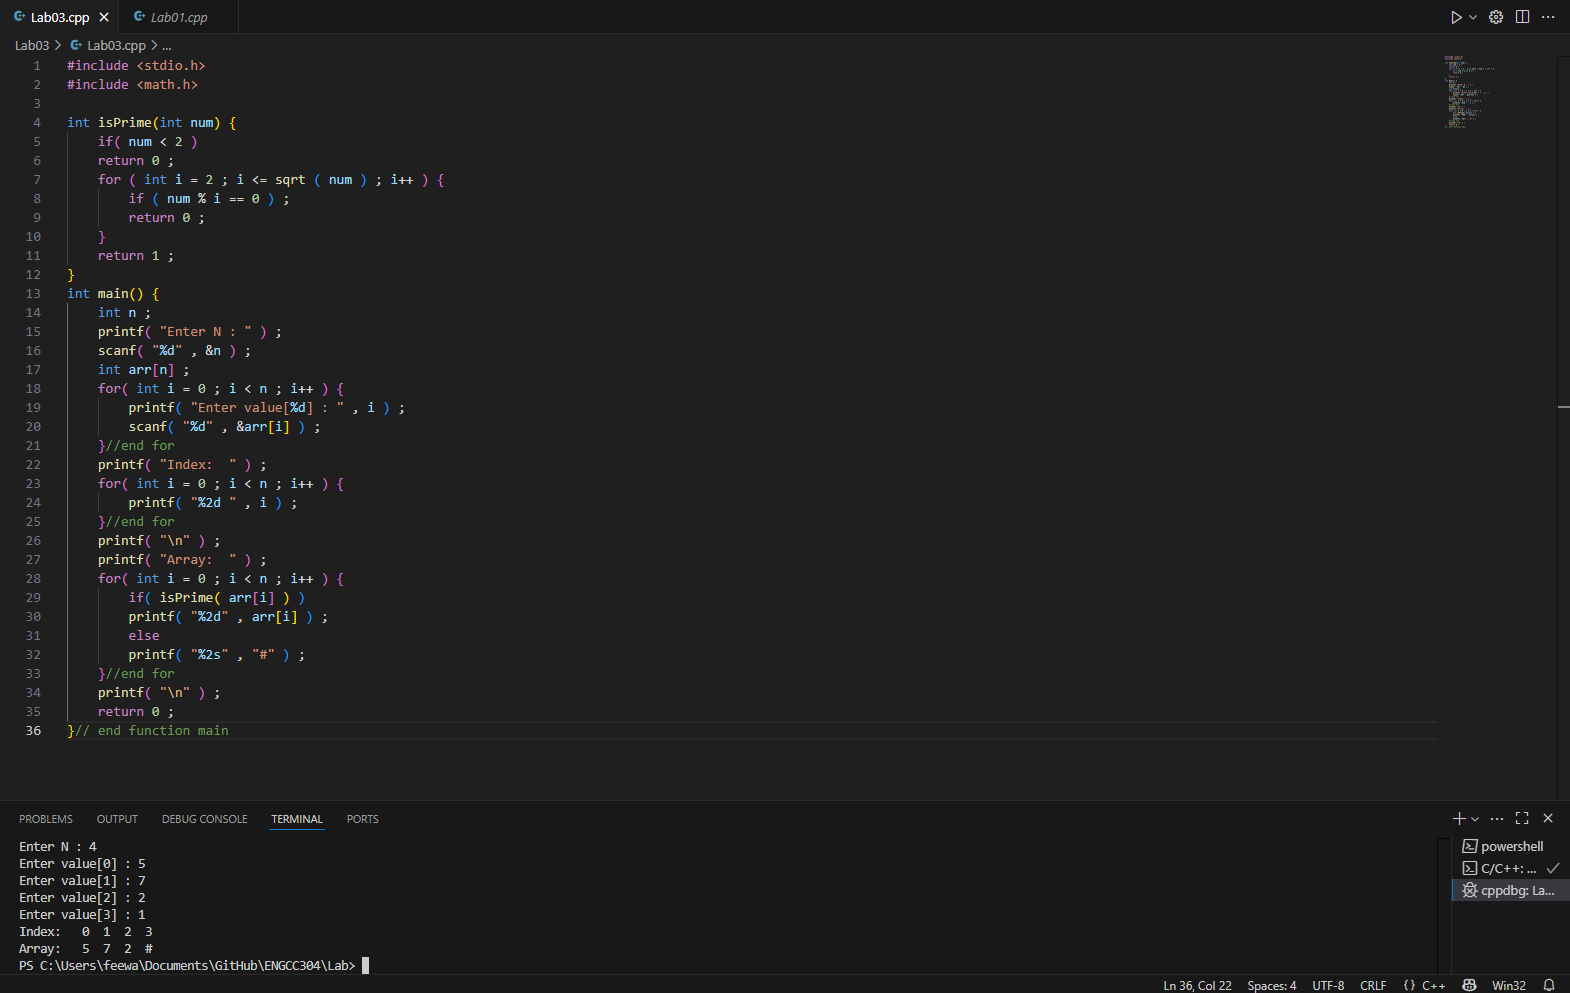 Lab03.cpp
Lab01.cpp
Lab03 > Lab03.cpp > ...
1 #include <stdio.h>
2 #include <math.h>
3
4 int isPrime(int num) {
5 if( num < 2 )
6 return 0 ;
7 for ( int i = 2 ; i <= sqrt ( num ) ; i++ ) {
8 if ( num % i == 0 ) ;
9 return 0 ;
10 }
11 return 1 ;
12 }
13 int main() {
14 int n ;
15 printf( "Enter N : " ) ;
16 scanf( "%d" , &n ) ;
17 int arr[n] ;
18 for( int i = 0 ; i < n ; i++ ) {
19 printf( "Enter value[%d] : " , i ) ;
20 scanf( "%d" , &arr[i] ) ;
21 }//end for
22 printf( "Index:  " ) ;
23 for( int i = 0 ; i < n ; i++ ) {
24 printf( "%2d " , i ) ;
25 }//end for
26 printf( "\n" ) ;
27 printf( "Array:  " ) ;
28 for( int i = 0 ; i < n ; i++ ) {
29 if( isPrime( arr[i] ) )
30 printf( "%2d" , arr[i] ) ;
31 else
32 printf( "%2s" , "#" ) ;
33 }//end for
34 printf( "\n" ) ;
35 return 0 ;
36 }// end function main
PROBLEMS OUTPUT DEBUG CONSOLE TERMINAL PORTS
Enter N : 4
Enter value[0] : 5
Enter value[1] : 7
Enter value[2] : 2
Enter value[3] : 1
Index:   0  1  2  3
Array:   5  7  2  #
PS C:\Users\feewa\Documents\GitHub\ENGCC304\Lab>
powershell
C/C++: ...
cppdbg: La...
Ln 36, Col 22 Spaces: 4 UTF-8 CRLF {} C++ Win32